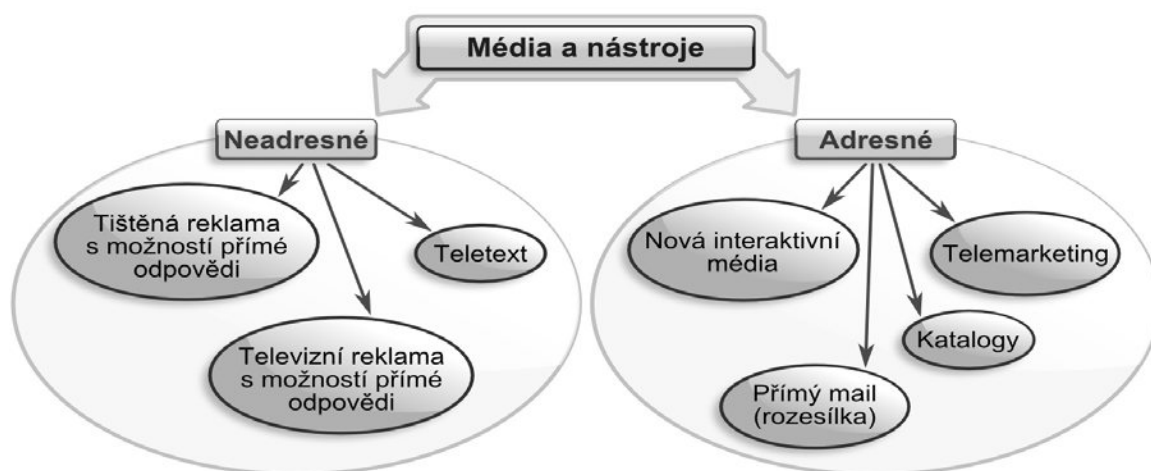 Média a nástroje
Neadresné
Tištěná reklama
s možností přímé
odpovědi
Teletext
Televizní reklama
s možností přímé
odpovědi
Adresné
Nová interaktivní
média
Telemarketing
Katalogy
Přímý mail
(rozesílka)